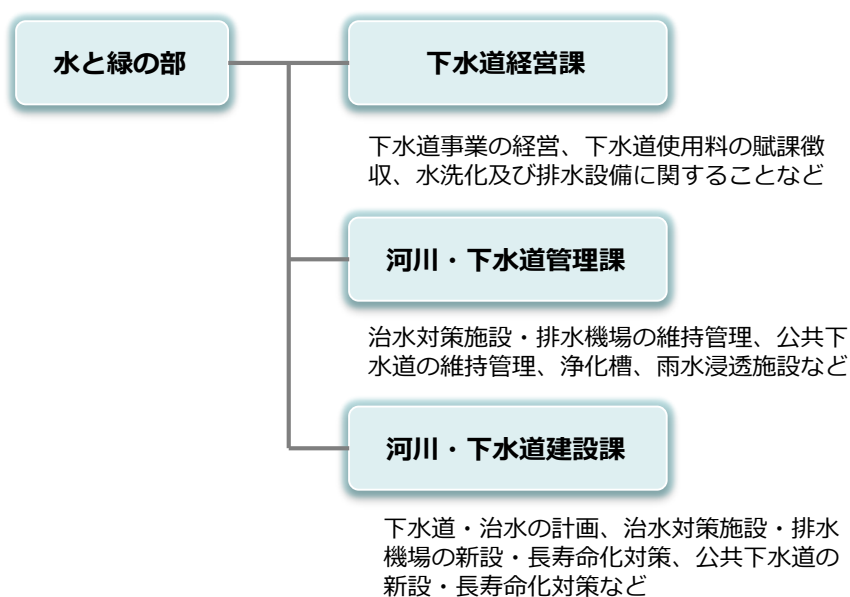 水と緑の部
下水道経営課
下水道事業の経営、下水道使用料の賦課徴
収、水洗化及び排水設備に関することなど
河川・下水道管理課
治水対策施設・排水機場の維持管理、公共下
水道の維持管理、浄化槽、雨水浸透施設など
河川・下水道建設課
下水道・治水の計画、治水対策施設・排水
機場の新設・長寿命化対策、公共下水道の
新設・長寿命化対策など